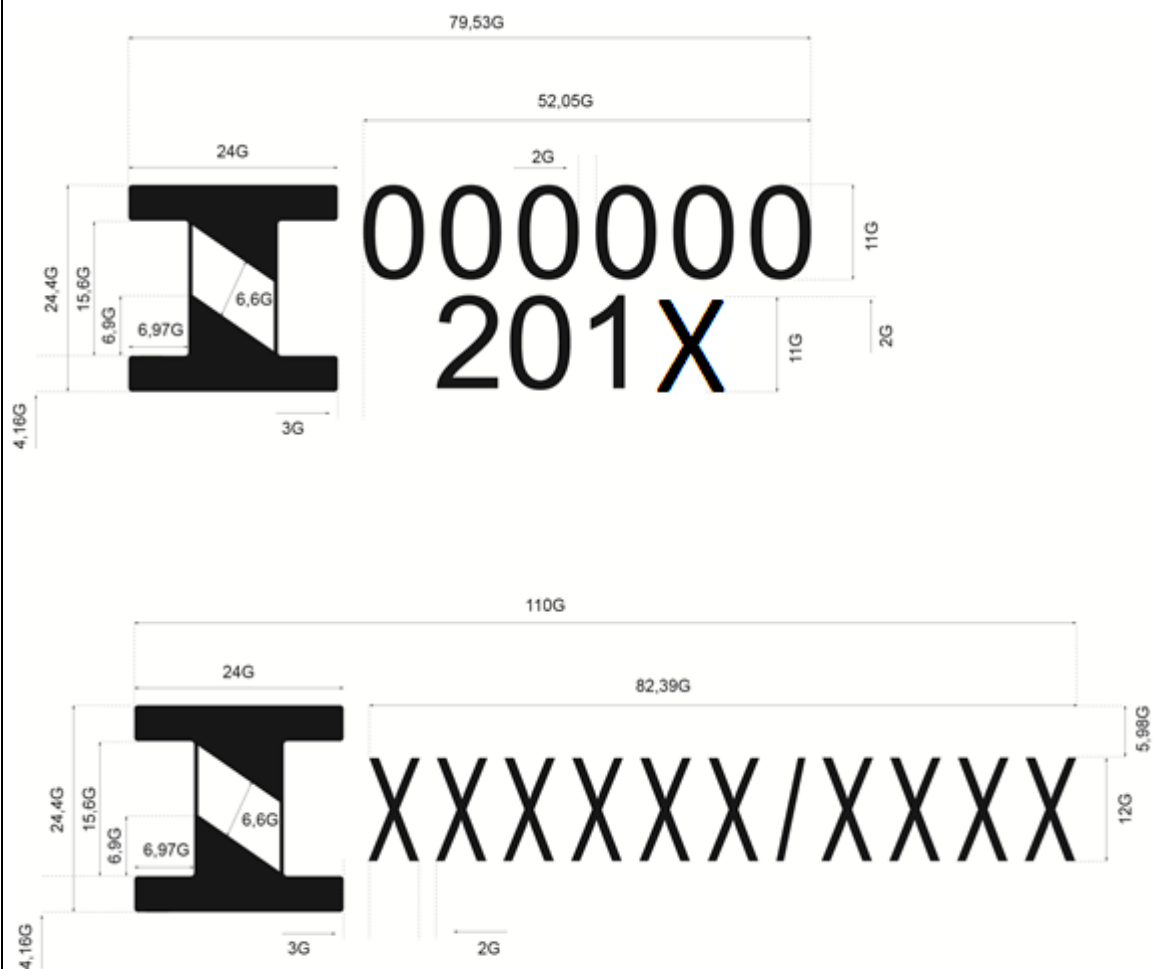 79,53G
52,05G
24G
2G
000000
11G
24,4G
15,6G
6,9G
6,97G
6,6G
201X
11G
2G
4,16G
3G
110G
24G
82,39G
5,98G
XXXXXX/XXXX
12G
24,4G
15,6G
6,9G
6,97G
6,6G
4,16G
3G
2G